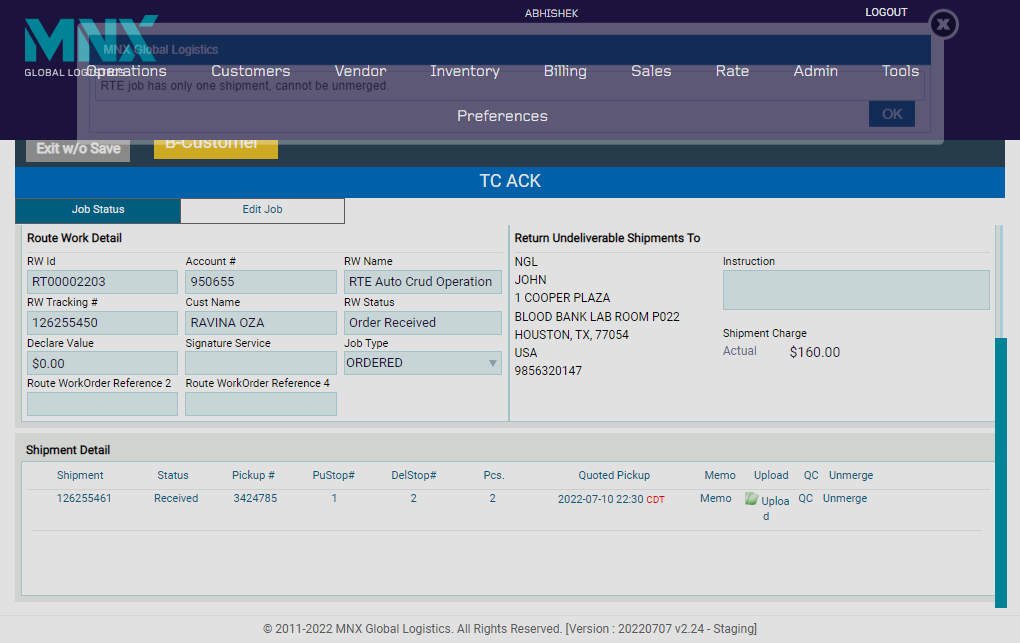 ABHISHEK
LOGOUT
X
MNX
GLOBAL LOGISTICS
MNX Global Logistics
Operations Customers Vendor Inventory Billing Sales Rate Admin Tools
RTE job has only one shipment, cannot be unmerged.
Preferences
OK
Exit w/o Save
B-Customer
TC ACK
Job Status Edit Job
Route Work Detail
RW Id Account # RW Name
RT00002203 950655 RTE Auto Crud Operation
RW Tracking # Cust Name RW Status
126255450 RAVINA OZA Order Received
Declare Value Signature Service Job Type
$0.00 ORDERED
Route WorkOrder Reference 2 Route WorkOrder Reference 4
Return Undeliverable Shipments To
NGL
JOHN
1 COOPER PLAZA
BLOOD BANK LAB ROOM P022
HOUSTON, TX, 77054
USA
9856320147
Instruction
Shipment Charge
Actual $160.00
Shipment Detail
Shipment Status Pickup # PuStop# DelStop# Pcs. Quoted Pickup Memo Upload QC Unmerge
126255461 Received 3424785 1 2 2 2022-07-10 22:30 CDT Memo Uploa QC Unmerge
d
© 2011-2022 MNX Global Logistics. All Rights Reserved. [Version : 20220707 v2.24 - Staging]